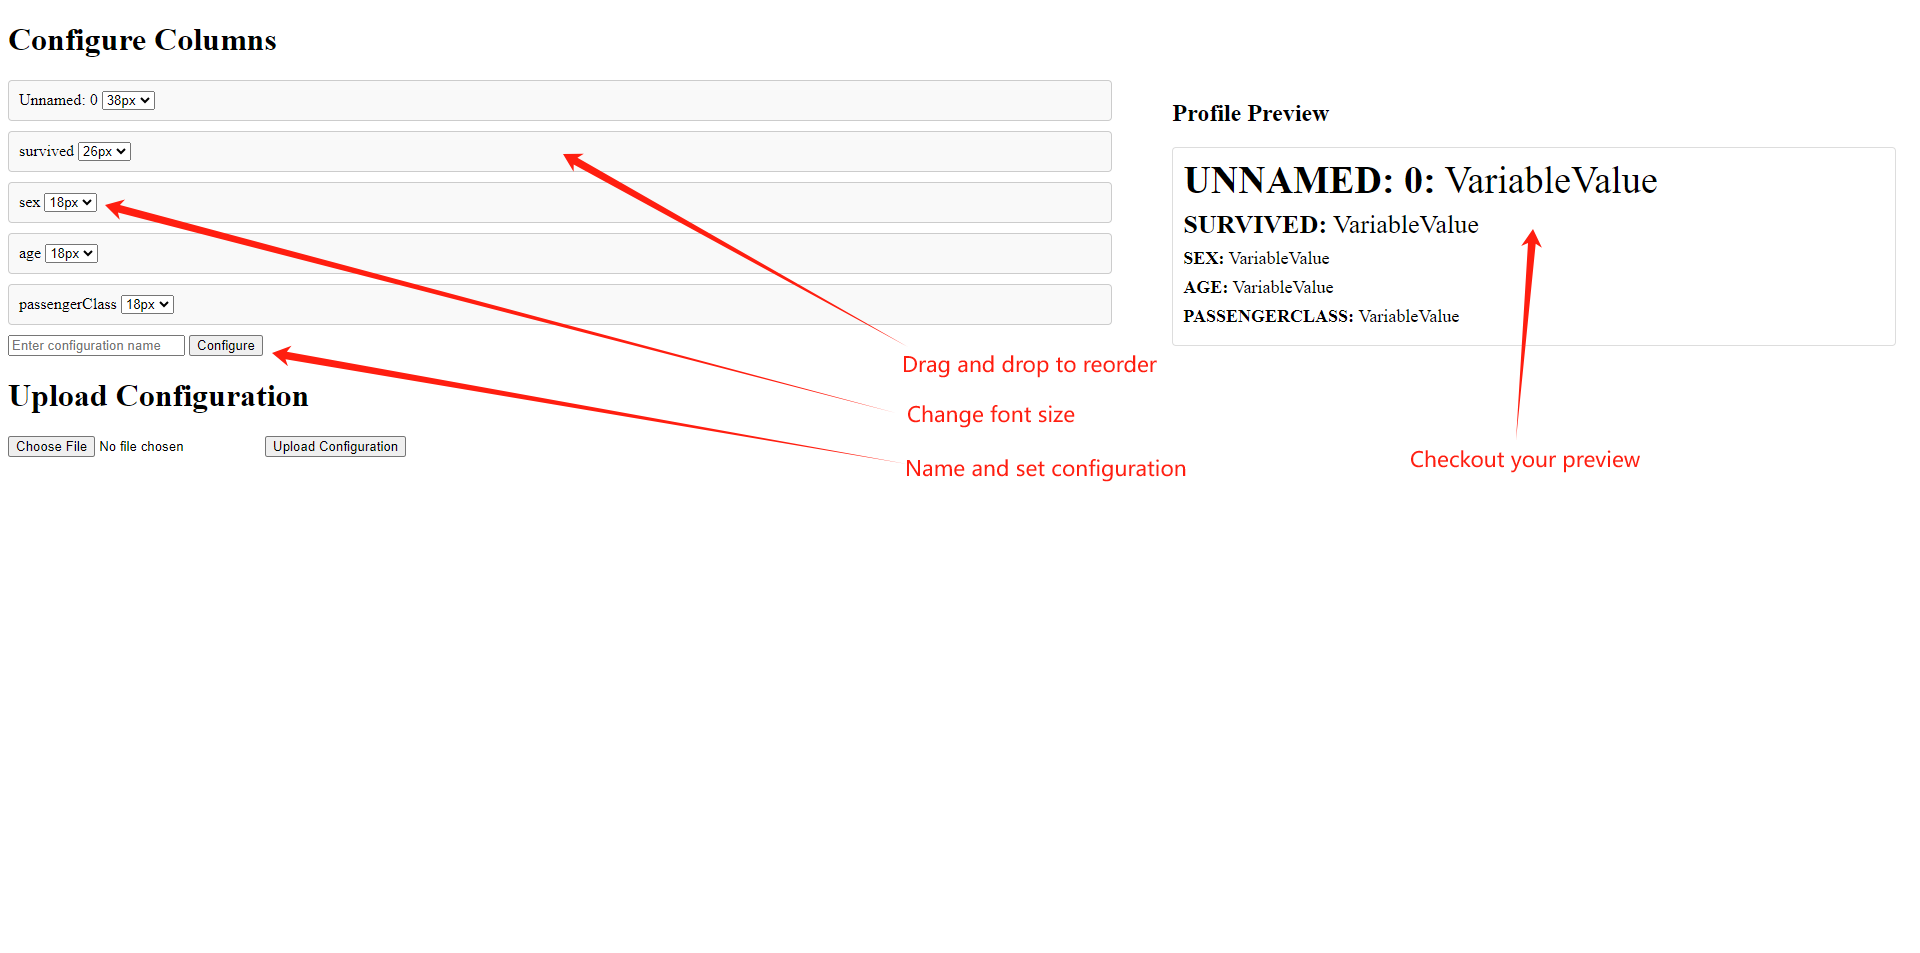 Configure Columns
Unnamed: 0 38px
survived 26px
sex 18px
age 18px
passengerClass 18px
Enter configuration name Configure
Upload Configuration
Choose File No file chosen Upload Configuration
Drag and drop to reorder
Change font size
Name and set configuration
Profile Preview
UNNAMED: 0: VariableValue
SURVIVED: VariableValue
SEX: VariableValue
AGE: VariableValue
PASSENGERCLASS: VariableValue
Checkout your preview